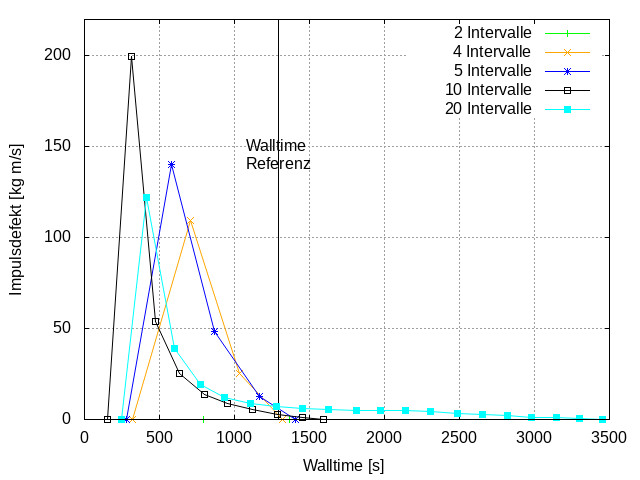 2 Intervalle
4 Intervalle
5 Intervalle
10 Intervalle
20 Intervalle
Walltime
Referenz
Impulsdefekt [kg m/s]
200
150
100
50
0
0 500 1000 1500 2000 2500 3000 3500
Walltime [s]